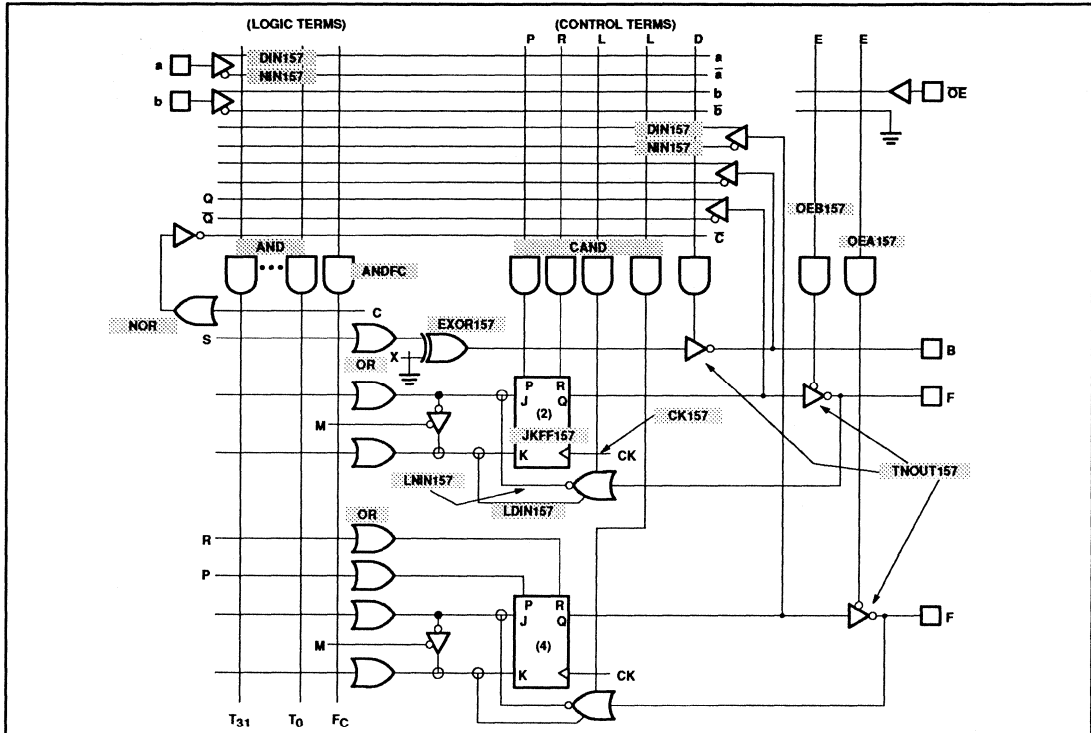 (LOGIC TERMS) (CONTROL TERMS)
P R L L D E E
a DIN157 a
NIN157 a̅
b b O̅E̅
b̅
DIN157
NIN157
Q
Q̅ OEB157
C̅
AND CAND OEA157
ANDFC
NOR C
S EXOR157
X B
OR
P R
J Q F
(2)
M CK157
JKFF157
K CK
TNOUT157
LNIN157
LDIN157
OR
R
P
P R
J Q F
M (4)
K CK
T31 T0 FC